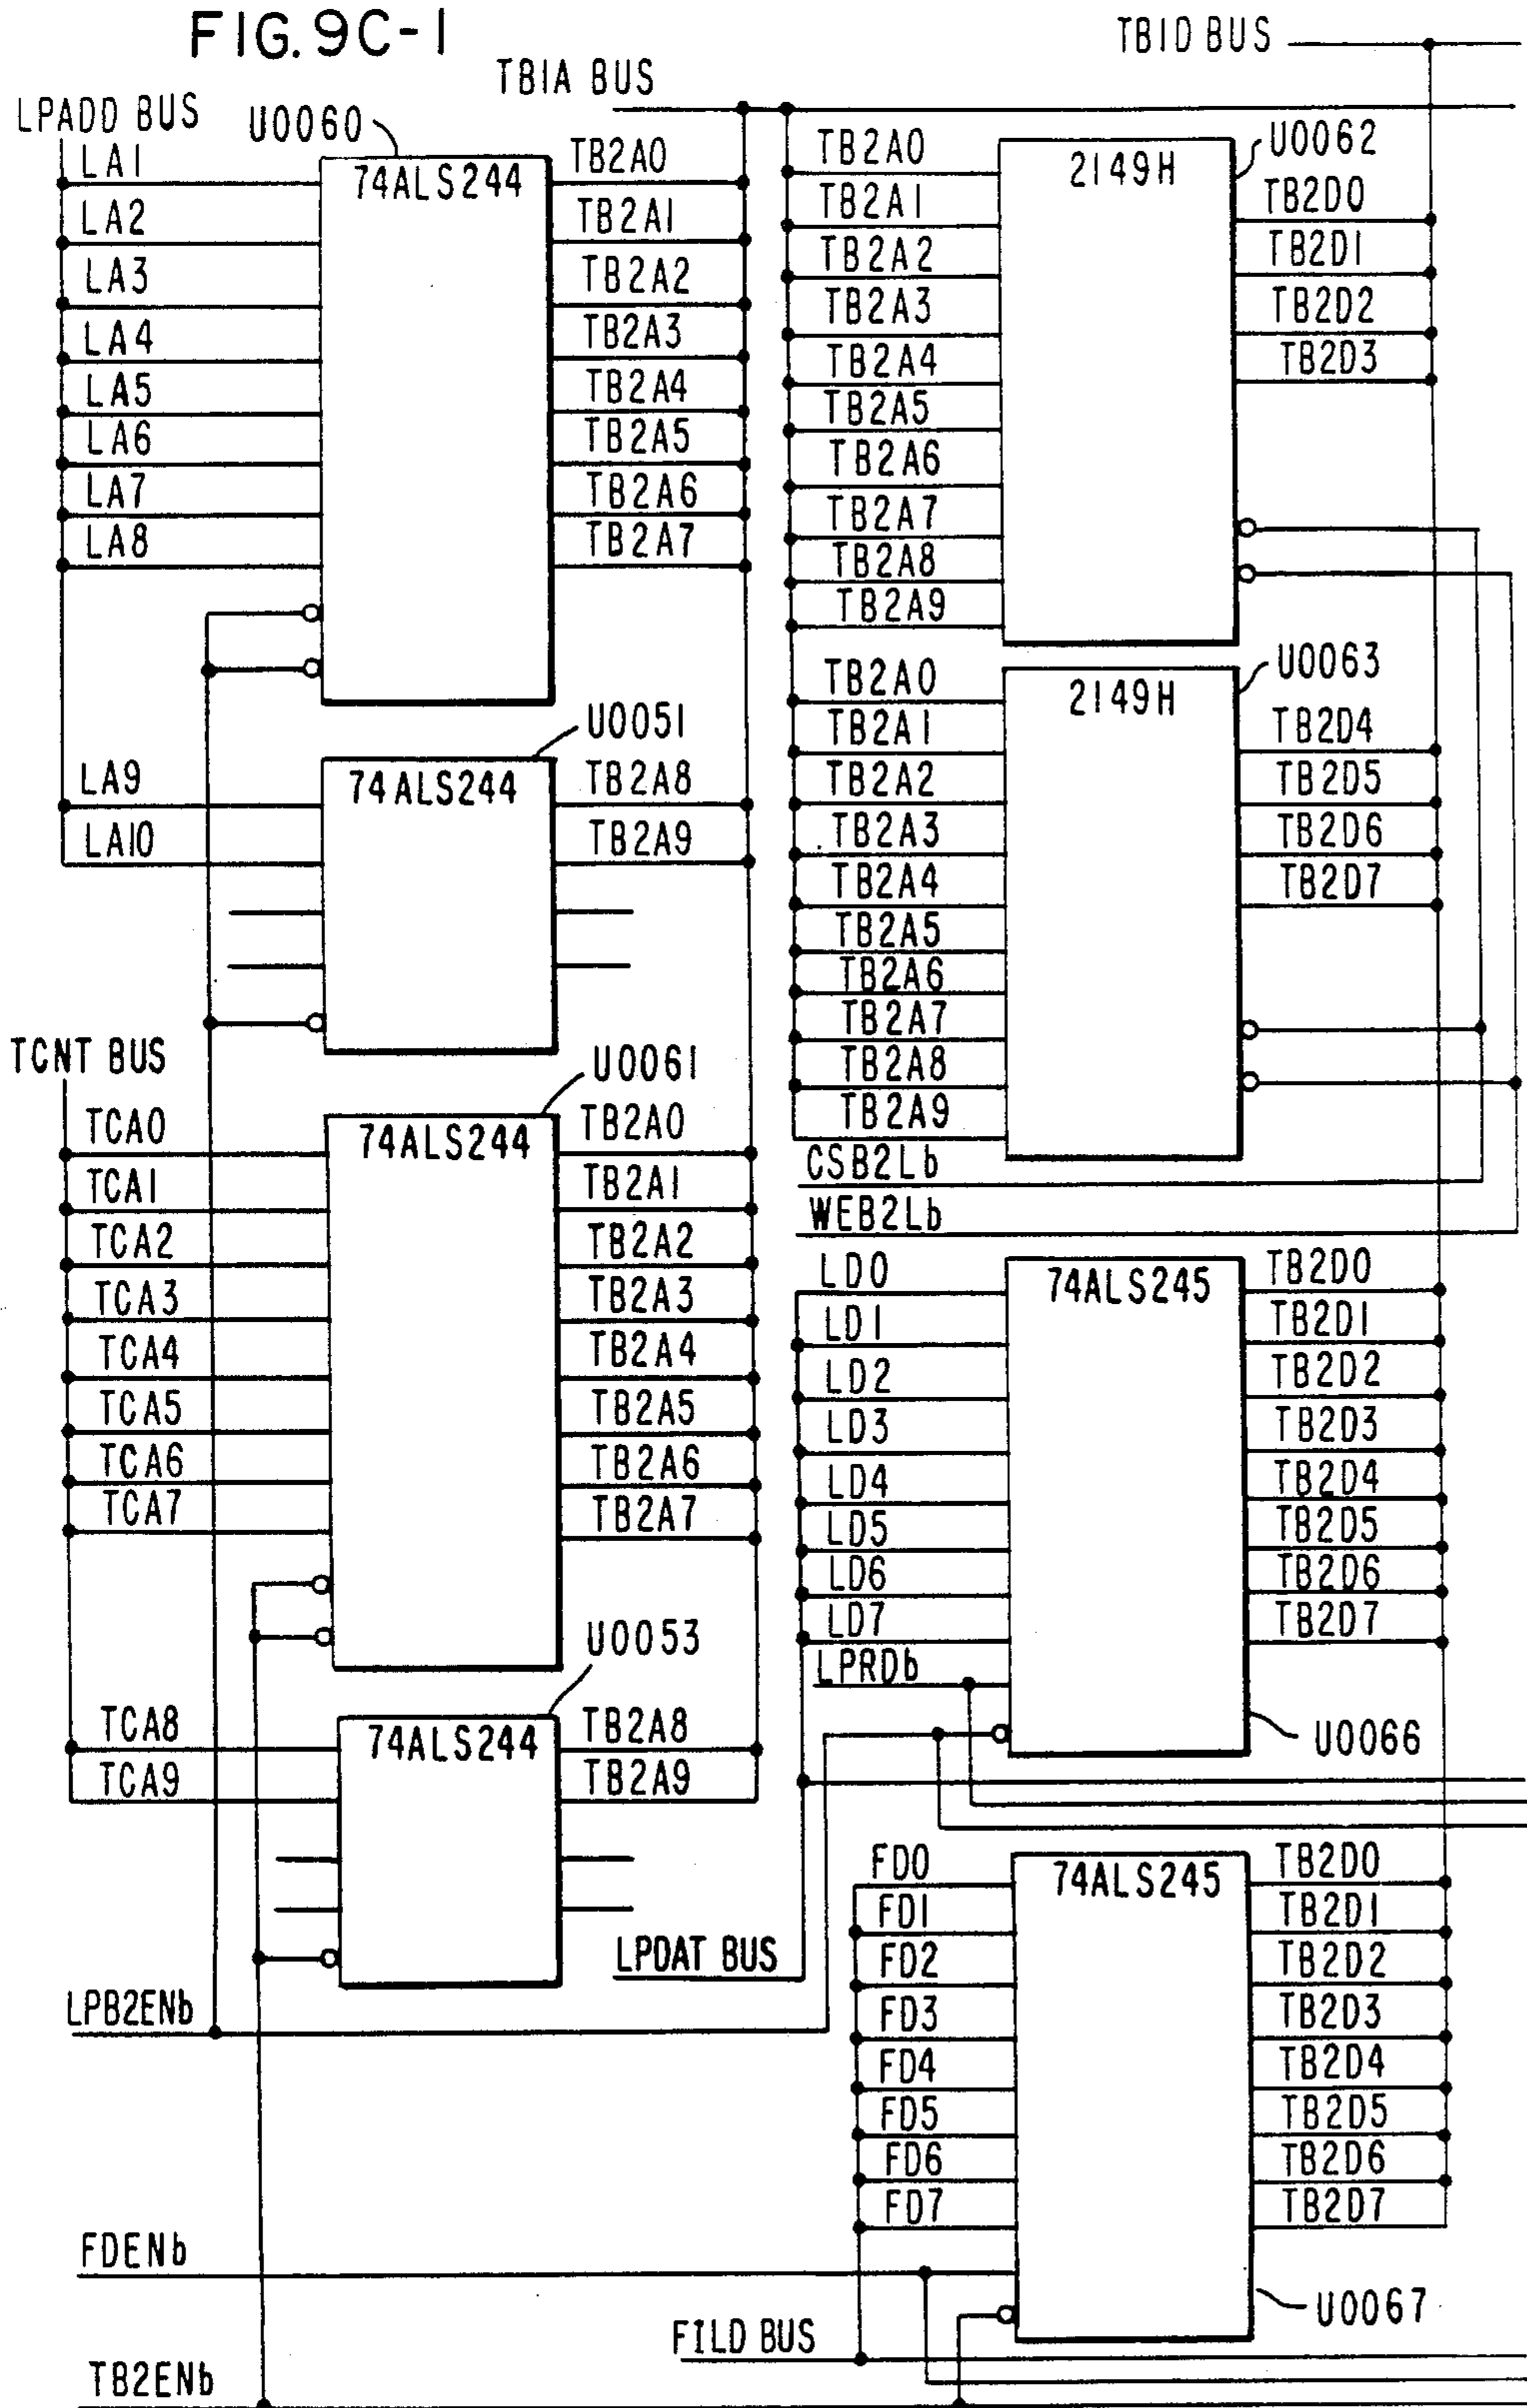 FIG. 9C-1
TBID BUS
TBIA BUS
LPADD BUS
U0060
74ALS244
LA1
LA2
LA3
LA4
LA5
LA6
LA7
LA8
TB2A0
TB2A1
TB2A2
TB2A3
TB2A4
TB2A5
TB2A6
TB2A7
U0051
74ALS244
LA9
LA10
TB2A8
TB2A9
TCNT BUS
U0061
74ALS244
TCA0
TCA1
TCA2
TCA3
TCA4
TCA5
TCA6
TCA7
TB2A0
TB2A1
TB2A2
TB2A3
TB2A4
TB2A5
TB2A6
TB2A7
U0053
74ALS244
TCA8
TCA9
TB2A8
TB2A9
LPB2ENb
FDENb
TB2ENb
U0062
2149H
TB2A0
TB2A1
TB2A2
TB2A3
TB2A4
TB2A5
TB2A6
TB2A7
TB2A8
TB2A9
TB2D0
TB2D1
TB2D2
TB2D3
U0063
2149H
TB2A0
TB2A1
TB2A2
TB2A3
TB2A4
TB2A5
TB2A6
TB2A7
TB2A8
TB2A9
TB2D4
TB2D5
TB2D6
TB2D7
CSB2Lb
WEB2Lb
74ALS245
LD0
LD1
LD2
LD3
LD4
LD5
LD6
LD7
LPRDb
TB2D0
TB2D1
TB2D2
TB2D3
TB2D4
TB2D5
TB2D6
TB2D7
U0066
LPDAT BUS
74ALS245
FD0
FD1
FD2
FD3
FD4
FD5
FD6
FD7
TB2D0
TB2D1
TB2D2
TB2D3
TB2D4
TB2D5
TB2D6
TB2D7
U0067
FILD BUS